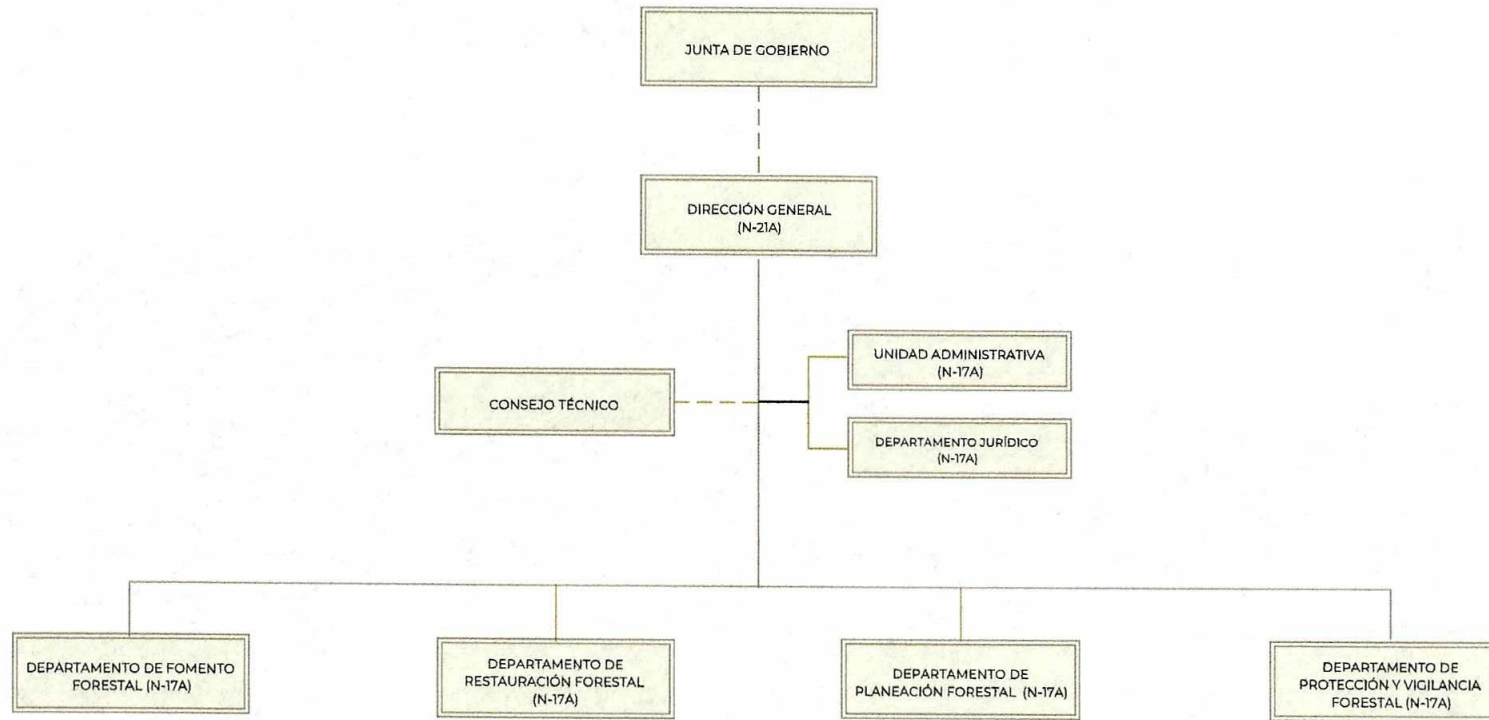 JUNTA DE GOBIERNO
DIRECCIÓN GENERAL
(N-21A)
UNIDAD ADMINISTRATIVA
(N-17A)
CONSEJO TÉCNICO
DEPARTAMENTO JURÍDICO
(N-17A)
DEPARTAMENTO DE FOMENTO
FORESTAL (N-17A)
DEPARTAMENTO DE
RESTAURACIÓN FORESTAL
(N-17A)
DEPARTAMENTO DE
PLANEACIÓN FORESTAL (N-17A)
DEPARTAMENTO DE
PROTECCIÓN Y VIGILANCIA
FORESTAL (N-17A)